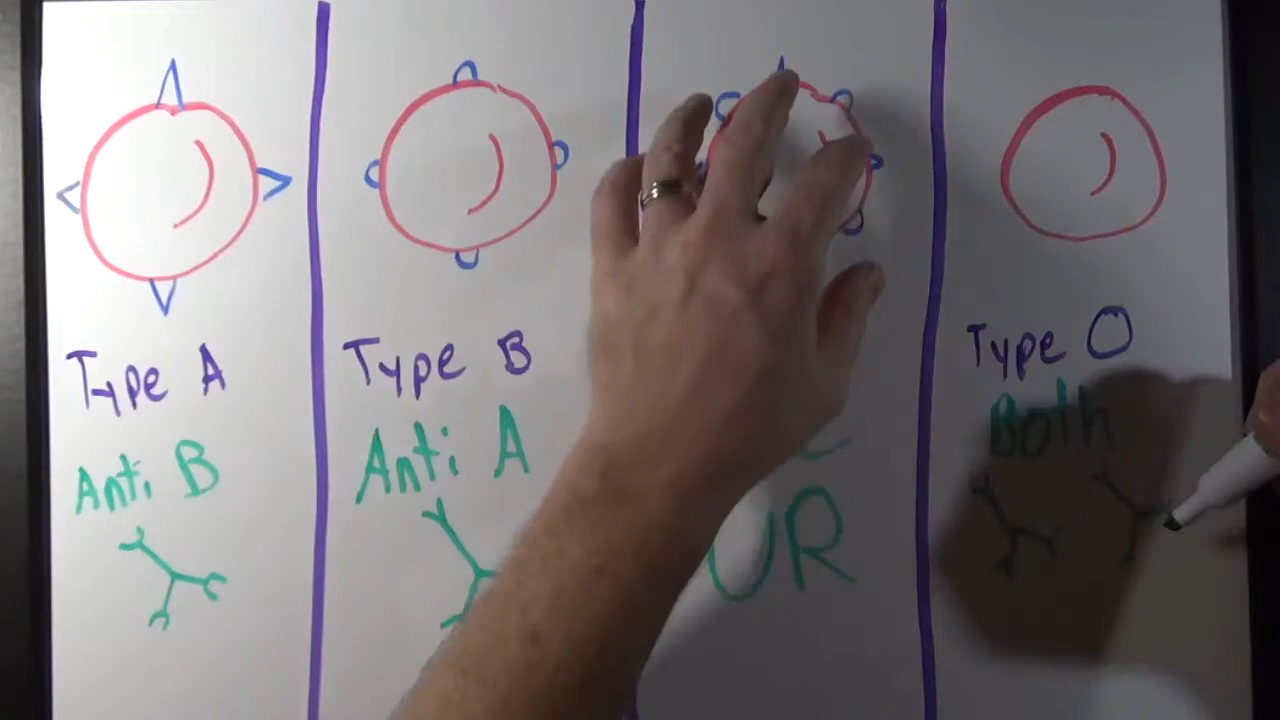 Type A
Anti B
Type B
Anti A
UR
Type O
Both